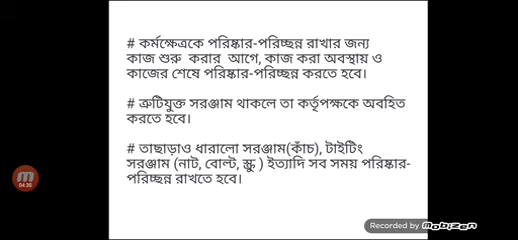 # কর্মক্ষেত্রকে পরিষ্কার-পরিচ্ছন্ন রাখার জন্য
কাজ শুরু করার আগে, কাজ করা অবস্থায় ও
কাজের শেষে পরিষ্কার-পরিচ্ছন্ন করতে হবে।
# ত্রুটিযুক্ত সরঞ্জাম থাকলে তা কর্তৃপক্ষকে অবহিত
করতে হবে।
# তাছাড়াও ধারালো সরঞ্জাম(কাঁচ), টাইটিং
সরঞ্জাম (নাট, বোল্ট, স্ক্রু ) ইত্যাদি সব সময় পরিষ্কার-
পরিচ্ছন্ন রাখতে হবে।
04:30
Recorded by MOBIZEN